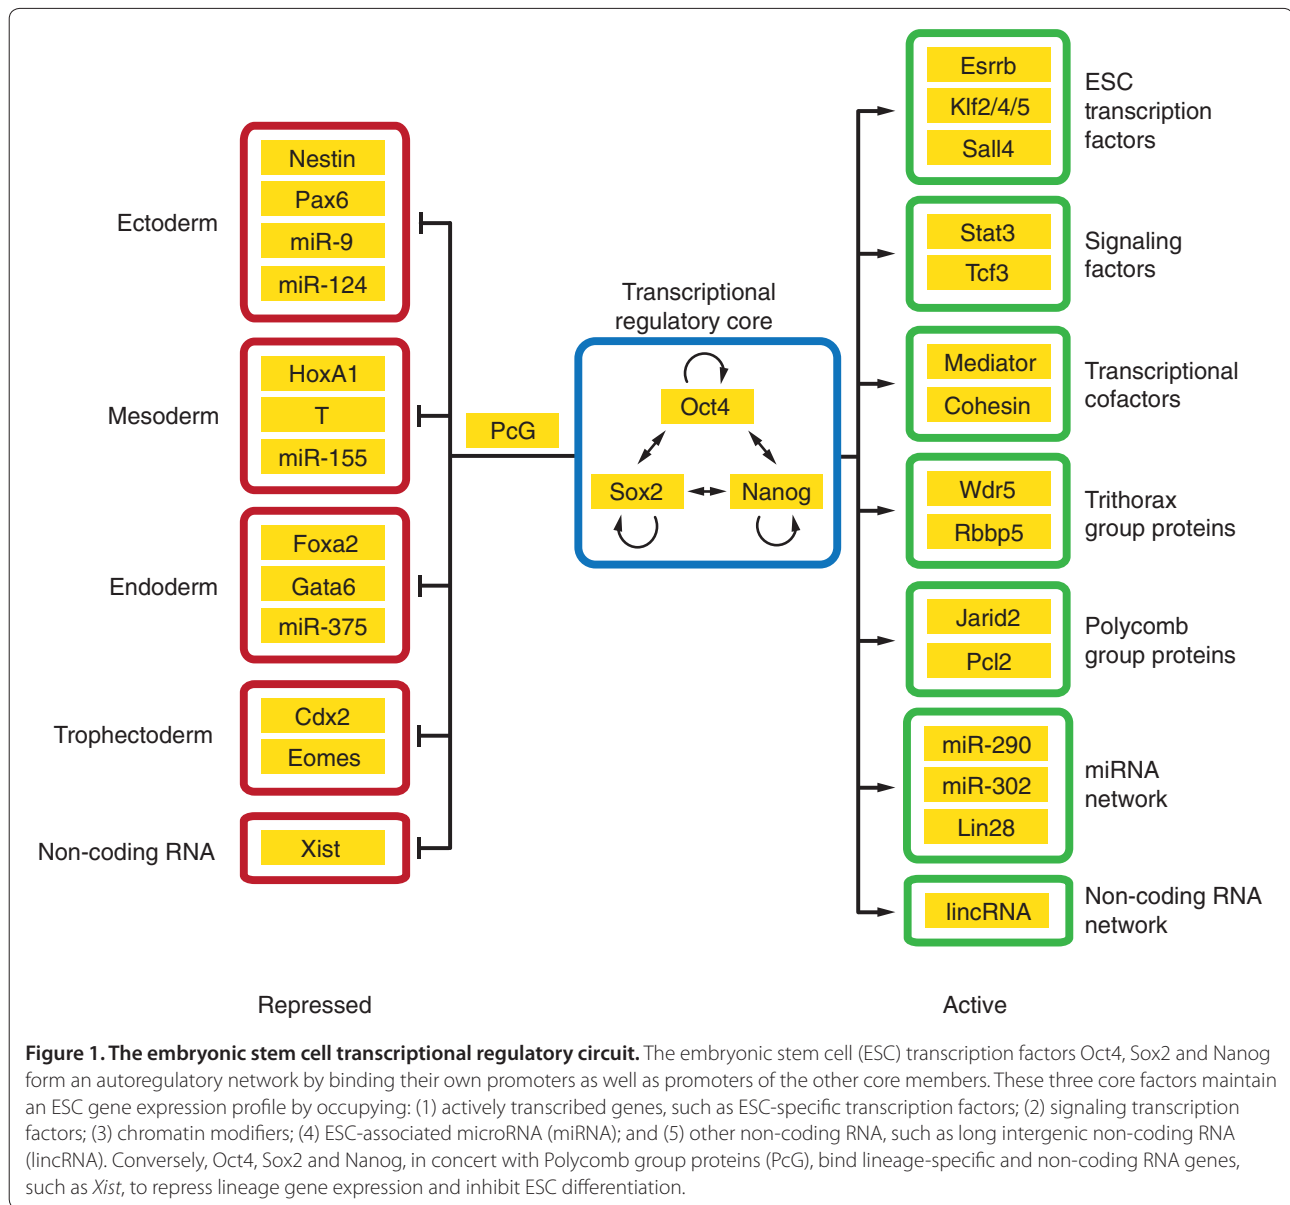 Ectoderm
Nestin
Pax6
miR-9
miR-124
Mesoderm
HoxA1
T
miR-155
Endoderm
Foxa2
Gata6
miR-375
Trophectoderm
Cdx2
Eomes
Non-coding RNA
Xist
Repressed
PcG
Transcriptional
regulatory core
Oct4
Sox2
Nanog
Esrrb
Klf2/4/5
Sall4
ESC
transcription
factors
Stat3
Tcf3
Signaling
factors
Mediator
Cohesin
Transcriptional
cofactors
Wdr5
Rbbp5
Trithorax
group proteins
Jarid2
Pcl2
Polycomb
group proteins
miR-290
miR-302
Lin28
miRNA
network
lincRNA
Non-coding RNA
network
Active
Figure 1. The embryonic stem cell transcriptional regulatory circuit. The embryonic stem cell (ESC) transcription factors Oct4, Sox2 and Nanog
form an autoregulatory network by binding their own promoters as well as promoters of the other core members. These three core factors maintain
an ESC gene expression profile by occupying: (1) actively transcribed genes, such as ESC-specific transcription factors; (2) signaling transcription
factors; (3) chromatin modifiers; (4) ESC-associated microRNA (miRNA); and (5) other non-coding RNA, such as long intergenic non-coding RNA
(lincRNA). Conversely, Oct4, Sox2 and Nanog, in concert with Polycomb group proteins (PcG), bind lineage-specific and non-coding RNA genes,
such as Xist, to repress lineage gene expression and inhibit ESC differentiation.